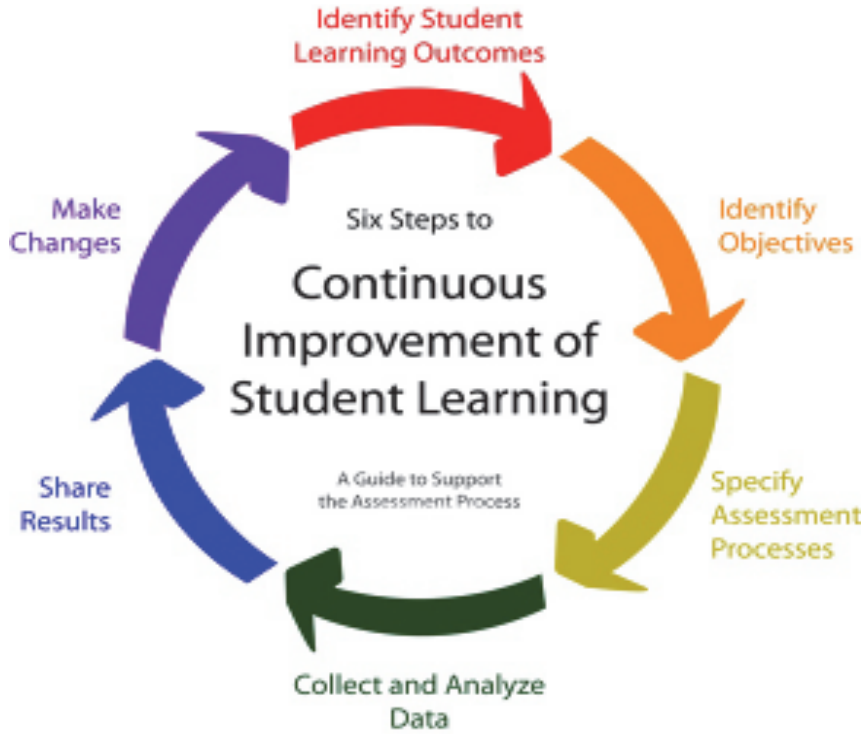 Identify Student
Learning Outcomes
Make
Changes
Six Steps to
Identify
Objectives
Continuous
Improvement of
Student Learning
A Guide to Support
the Assessment Process
Share
Results
Specify
Assessment
Processes
Collect and Analyze
Data